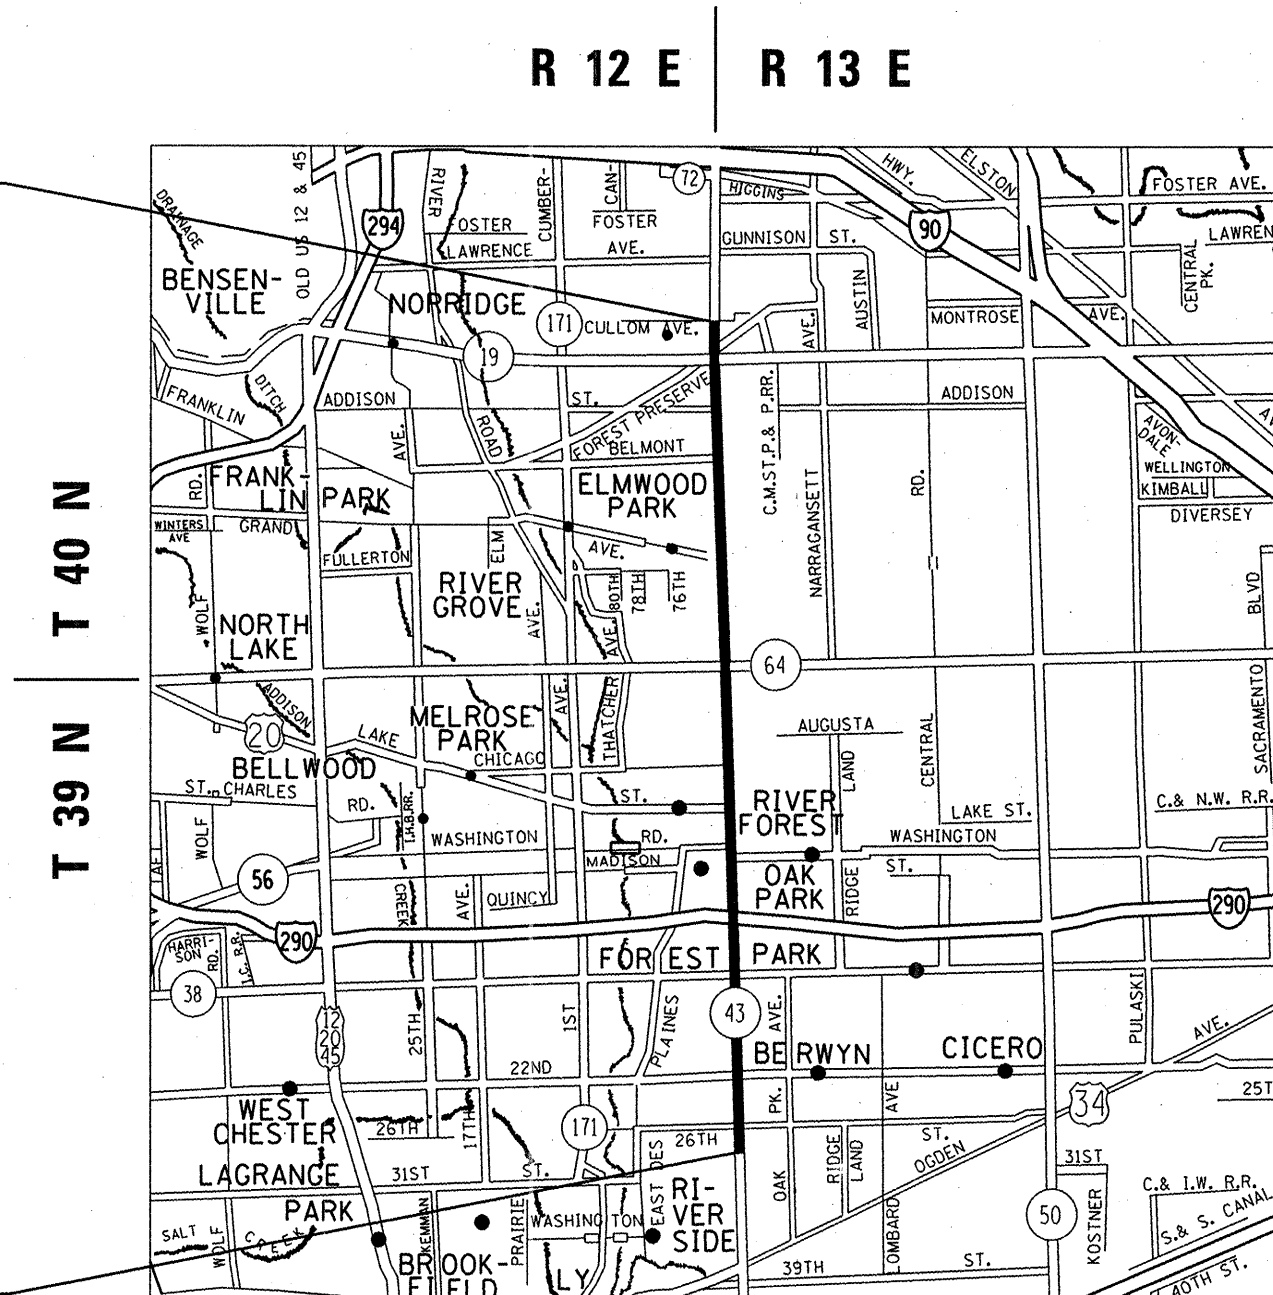 R 12 E
R 13 E
T 40 N
T 39 N
OLD US 12 & 45
RIVER
CUMBER-
CAN-
72
HIGGINS
HWY.
ELSTON
FOSTER AVE.
DRAINAGE
294
FOSTER
FOSTER
90
LAWRENCE
AVE.
GUNNISON ST.
LAWREN
CENTRAL
PK.
BENSEN-
VILLE
NORRIDGE
171
CULLOM AVE.
AVE.
AUSTIN
MONTROSE
AVE.
19
FRANKLIN
DITCH
ADDISON
ST.
FOREST PRESERVE
C.M.ST.P.& P.RR.
ADDISON
ROAD
AVE.
BELMONT
AVON-
DALE
FRANK-
LIN PARK
RD.
ELMWOOD
PARK
NARRAGANSETT
RD.
WELLINGTON
KIMBALL
DIVERSEY
WINTERS
AVE
GRAND
ELM
AVE.
FULLERTON
RIVER
GROVE
AVE.
80TH
78TH
76TH
BLVD
WOLF
NORTH
LAKE
AVE.
64
ADDISON
20
MELROSE
PARK
AVE.
THATCHER
AUGUSTA
LAND
CENTRAL
SACRAMENTO
LAKE
CHICAGO
BELLWOOD
ST. CHARLES
RD.
I.H.B.RR.
ST.
RIVER
FOREST
LAKE ST.
C.& N.W. R.R.
WOLF
WASHINGTON
RD.
WASHINGTON
MADISON
ST.
56
CREEK
AVE.
QUINCY
OAK
PARK
RIDGE
290
290
HARRI-
SON
RD.
I.C. R.R.
FOREST PARK
38
43
12
20
45
25TH
1ST
PLAINES
AVE.
PULASKI
AVE.
22ND
BERWYN
CICERO
WEST
CHESTER
26TH
17TH
171
26TH
PK.
AVE
34
25T
ST.
OGDEN
LAGRANGE
PARK
31ST
ST.
DES
RIDGE
LAND
31ST
OAK
RI-
VER
SIDE
EAST
50
C.& I.W. R.R.
S.& S. CANAL
SALT
CREEK
WOLF
KEMMAN
PRAIRIE
WASHINGTON
LOMBARD
KOSTNER
BROOK-
FIELD
LY
39TH
ST.
40TH ST.